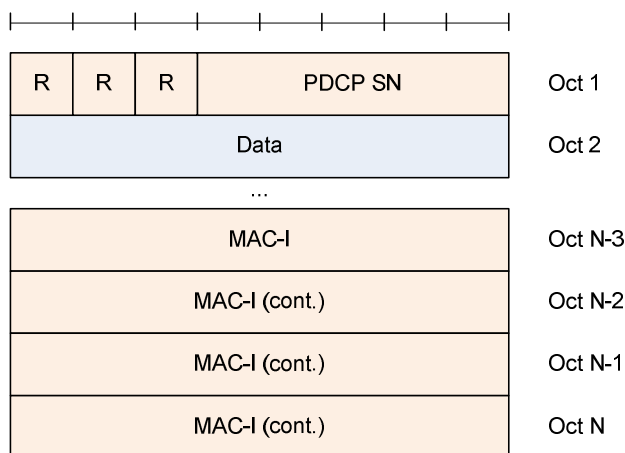 R R R PDCP SN Oct 1
Data Oct 2
...
MAC-I Oct N-3
MAC-I (cont.) Oct N-2
MAC-I (cont.) Oct N-1
MAC-I (cont.) Oct N